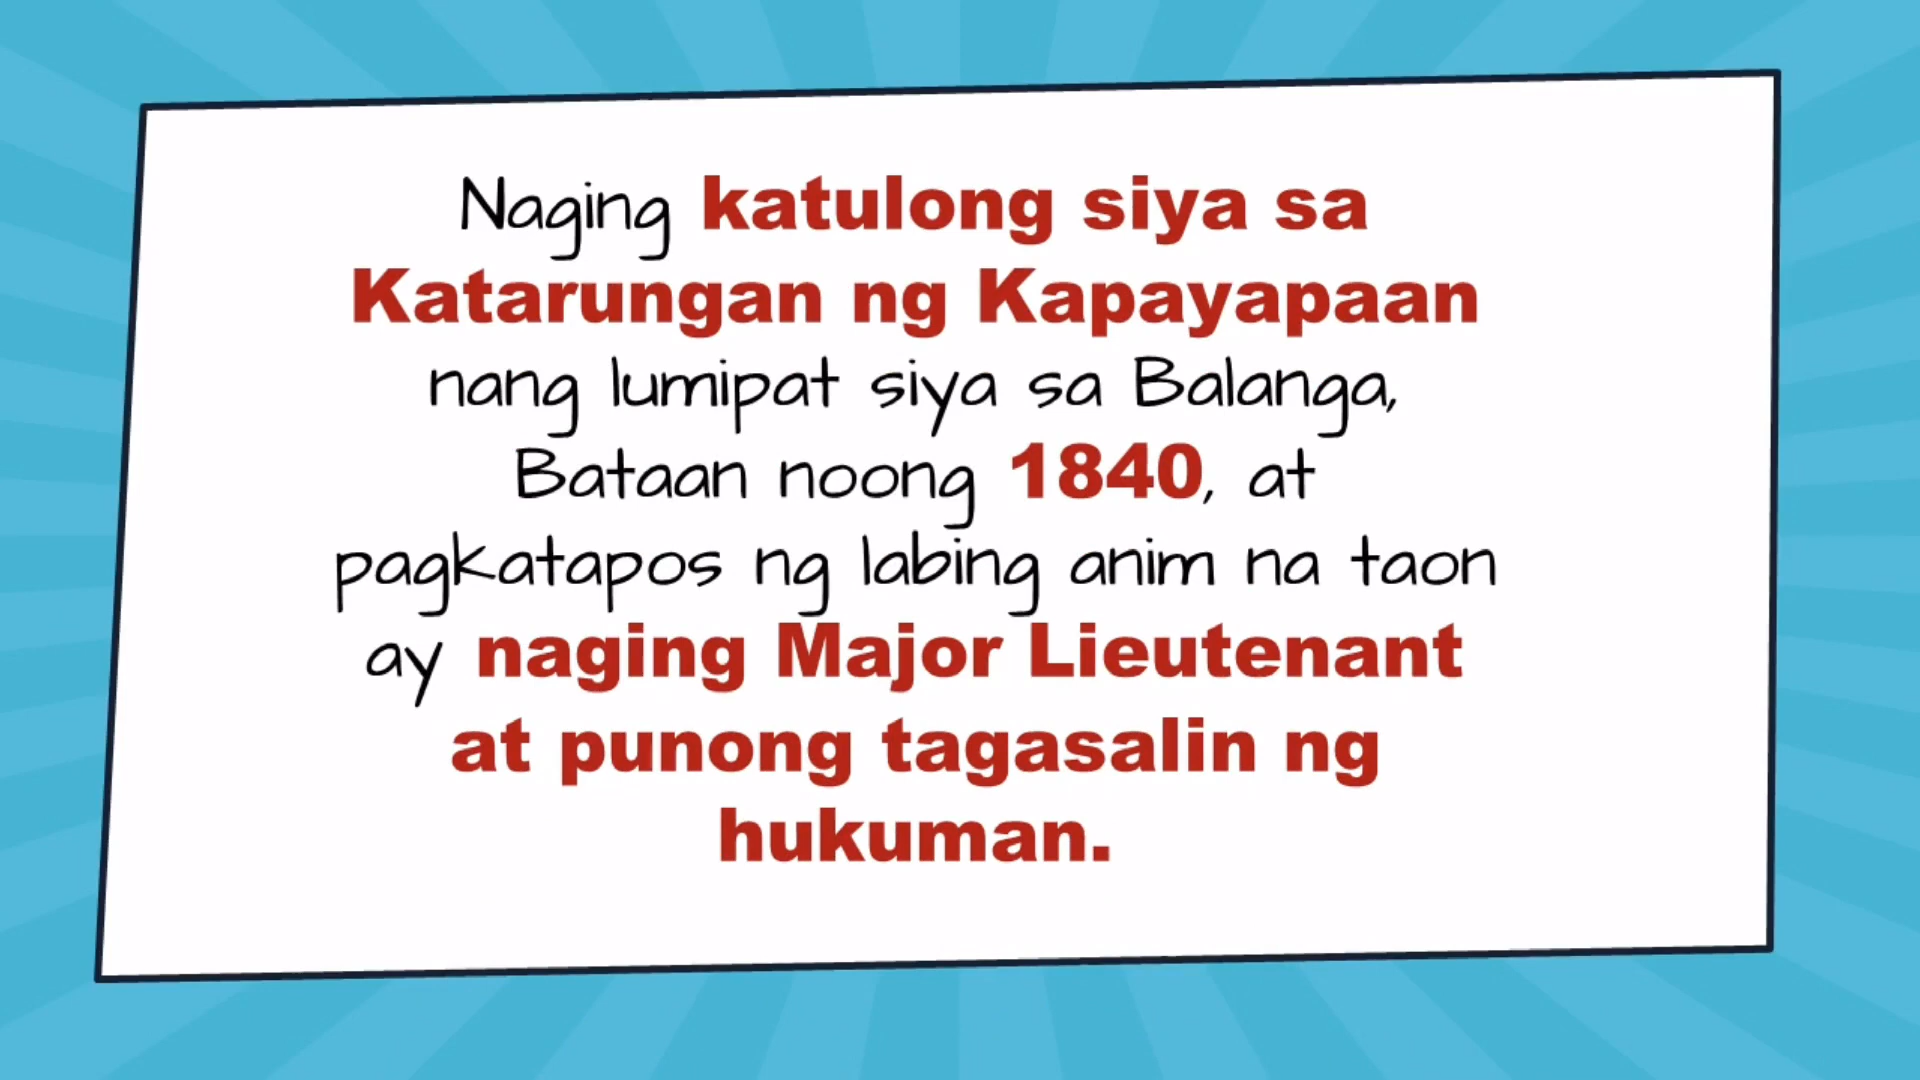 Naging katulong siya sa
Katarungan ng Kapayapaan
nang lumipat siya sa Balanga,
Bataan noong 1840, at
pagkatapos ng labing anim na taon
ay naging Major Lieutenant
at punong tagasalin ng
hukuman.